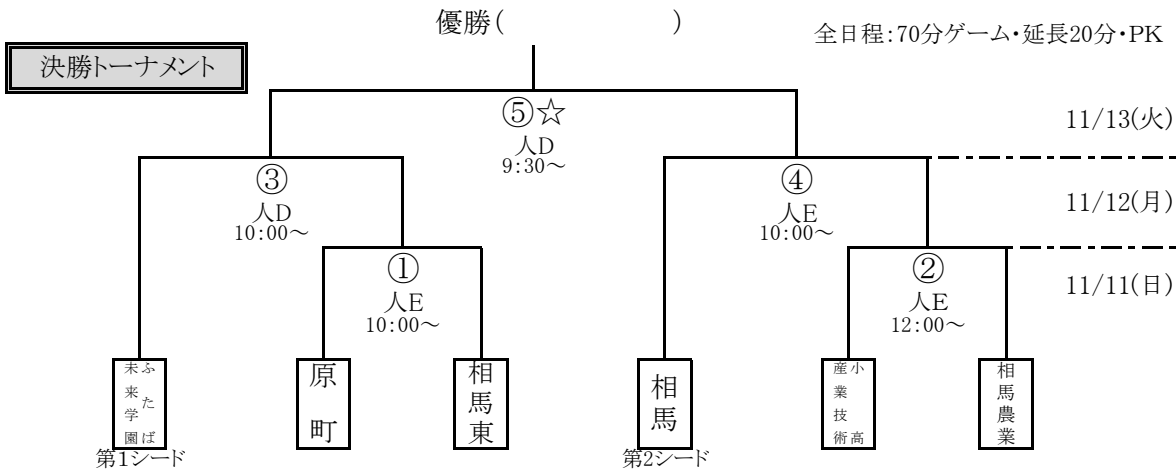 優勝(　　　　　　　)
全日程:70分ゲーム・延長20分・PK
決勝トーナメント
⑤☆
人D
9:30～
11/13(火)
③
人D
10:00～
④
人E
10:00～
11/12(月)
①
人E
10:00～
②
人E
12:00～
11/11(日)
ふたば
未来学園
原町
相馬東
相馬
小高
産業技術
相馬農業
第1シード
第2シード